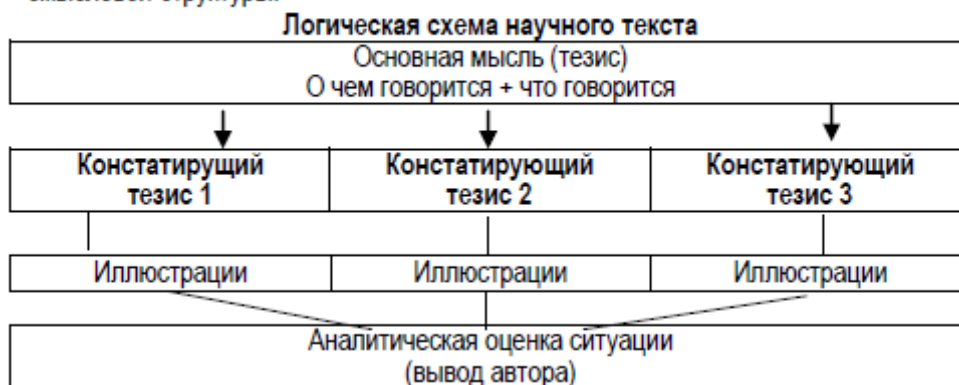 Логическая схема научного текста
Основная мысль (тезис)
О чем говорится + что говорится
Констатирущий
тезис 1
Констатирующий
тезис 2
Констатирующий
тезис 3
Иллюстрации
Иллюстрации
Иллюстрации
Аналитическая оценка ситуации
(вывод автора)